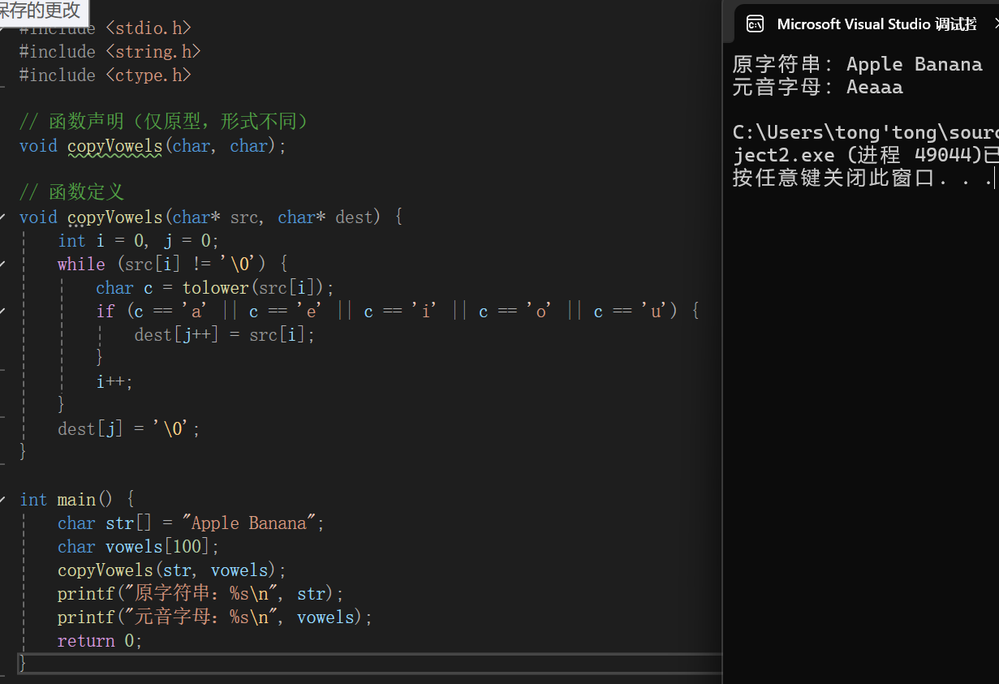 保存的更改
#include <stdio.h>
#include <string.h>
#include <ctype.h>
// 函数声明（仅原型，形式不同）
void copyVowels(char, char);
// 函数定义
void copyVowels(char* src, char* dest) {
int i = 0, j = 0;
while (src[i] != '\0') {
char c = tolower(src[i]);
if (c == 'a' || c == 'e' || c == 'i' || c == 'o' || c == 'u') {
dest[j++] = src[i];
}
i++;
}
dest[j] = '\0';
}
int main() {
char str[] = "Apple Banana";
char vowels[100];
copyVowels(str, vowels);
printf("原字符串：%s\n", str);
printf("元音字母：%s\n", vowels);
return 0;
}
Microsoft Visual Studio 调试控
原字符串：Apple Banana
元音字母：Aeaaa
C:\Users\tong'tong\sourc
ject2.exe (进程 49044)已
按任意键关闭此窗口. . .